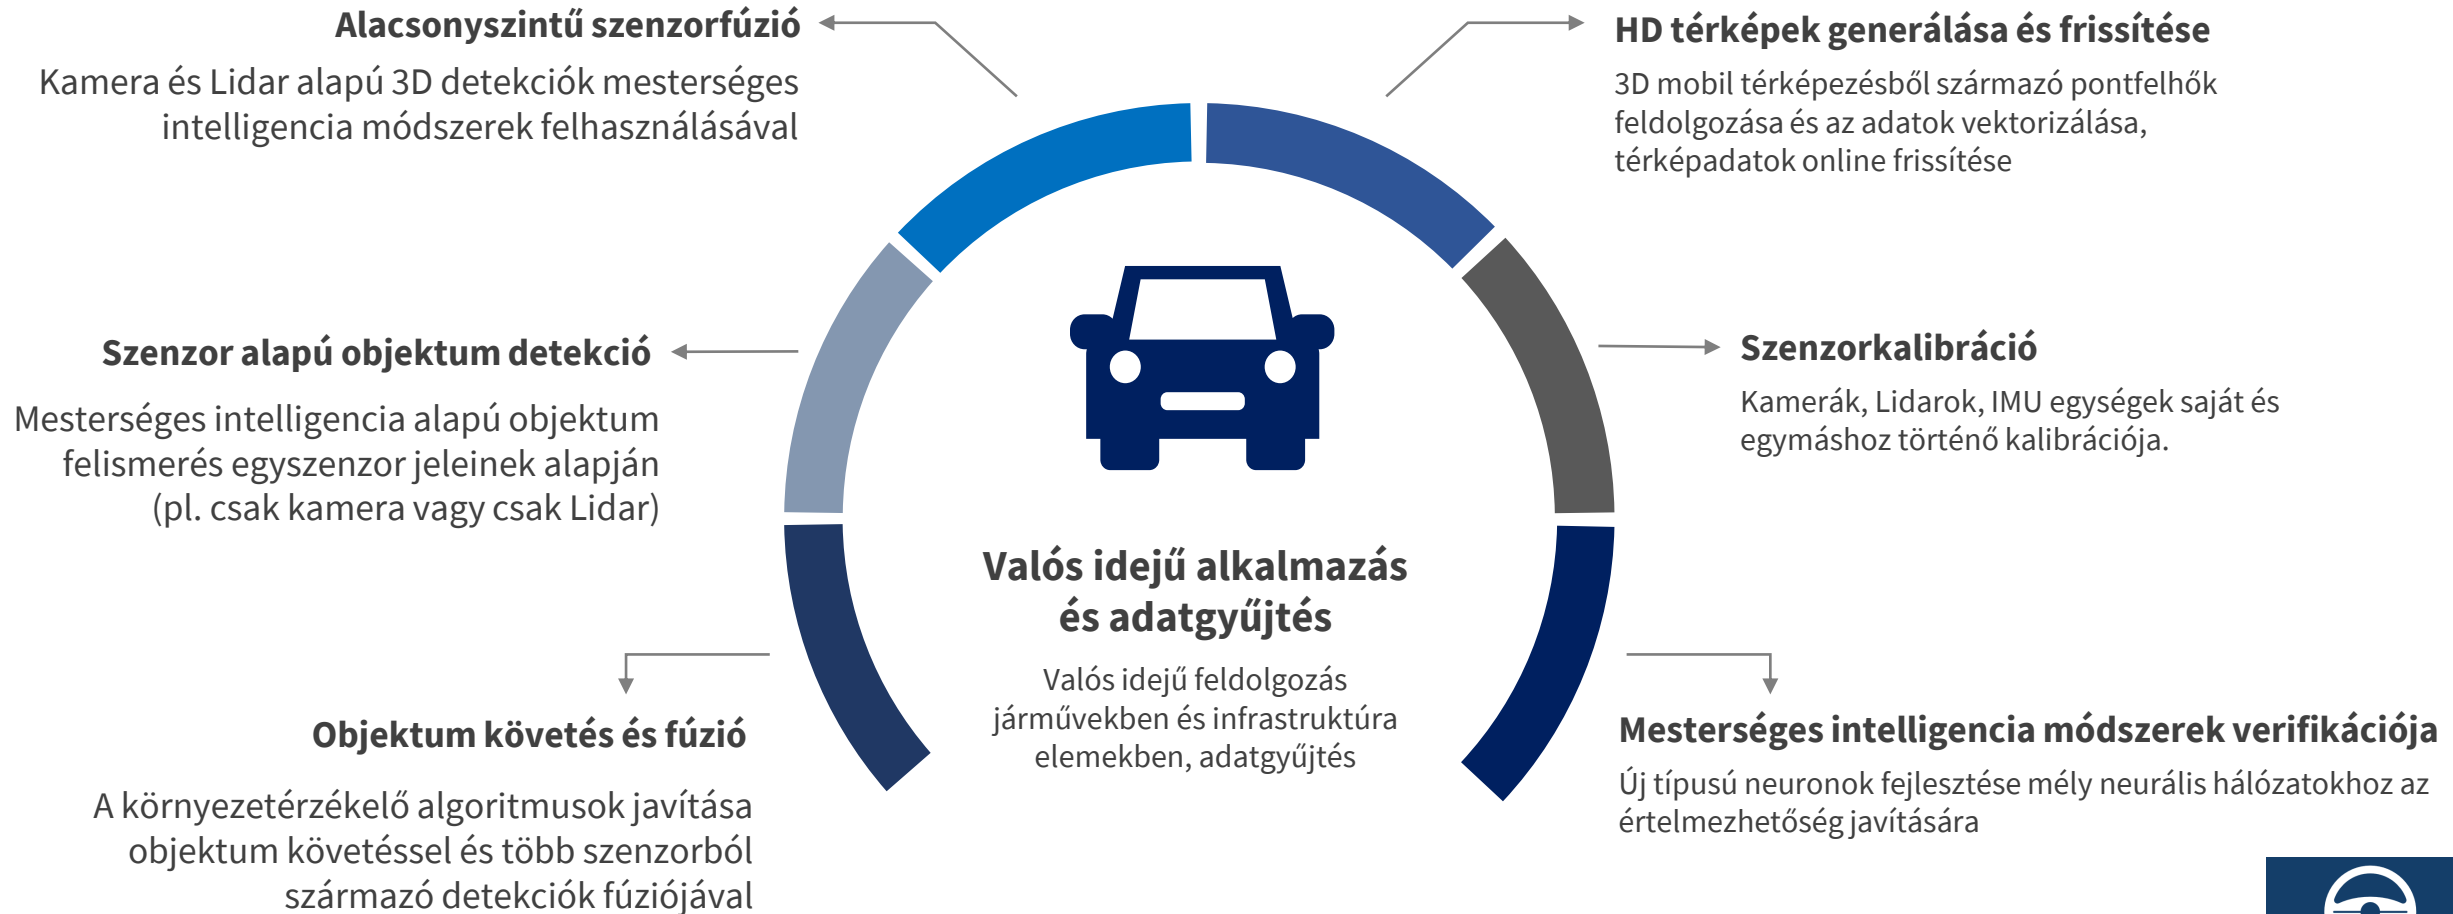 Alacsonyszintű szenzorfúzió
Kamera és Lidar alapú 3D detekciók mesterséges
intelligencia módszerek felhasználásával
Szenzor alapú objektum detekció
Mesterséges intelligencia alapú objektum
felismerés egyszenzor jeleinek alapján
(pl. csak kamera vagy csak Lidar)
Objektum követés és fúzió
A környezetérzékelő algoritmusok javítása
objektum követéssel és több szenzorból
származó detekciók fúziójával
Valós idejű alkalmazás
és adatgyűjtés
Valós idejű feldolgozás
járművekben és infrastruktúra
elemekben, adatgyűjtés
HD térképek generálása és frissítése
3D mobil térképezésből származó pontfelhők
feldolgozása és az adatok vektorizálása,
térképadatok online frissítése
Szenzorkalibráció
Kamerák, Lidarok, IMU egységek saját és
egymáshoz történő kalibrációja.
Mesterséges intelligencia módszerek verifikációja
Új típusú neuronok fejlesztése mély neurális hálózatokhoz az
értelmezhetőség javítására